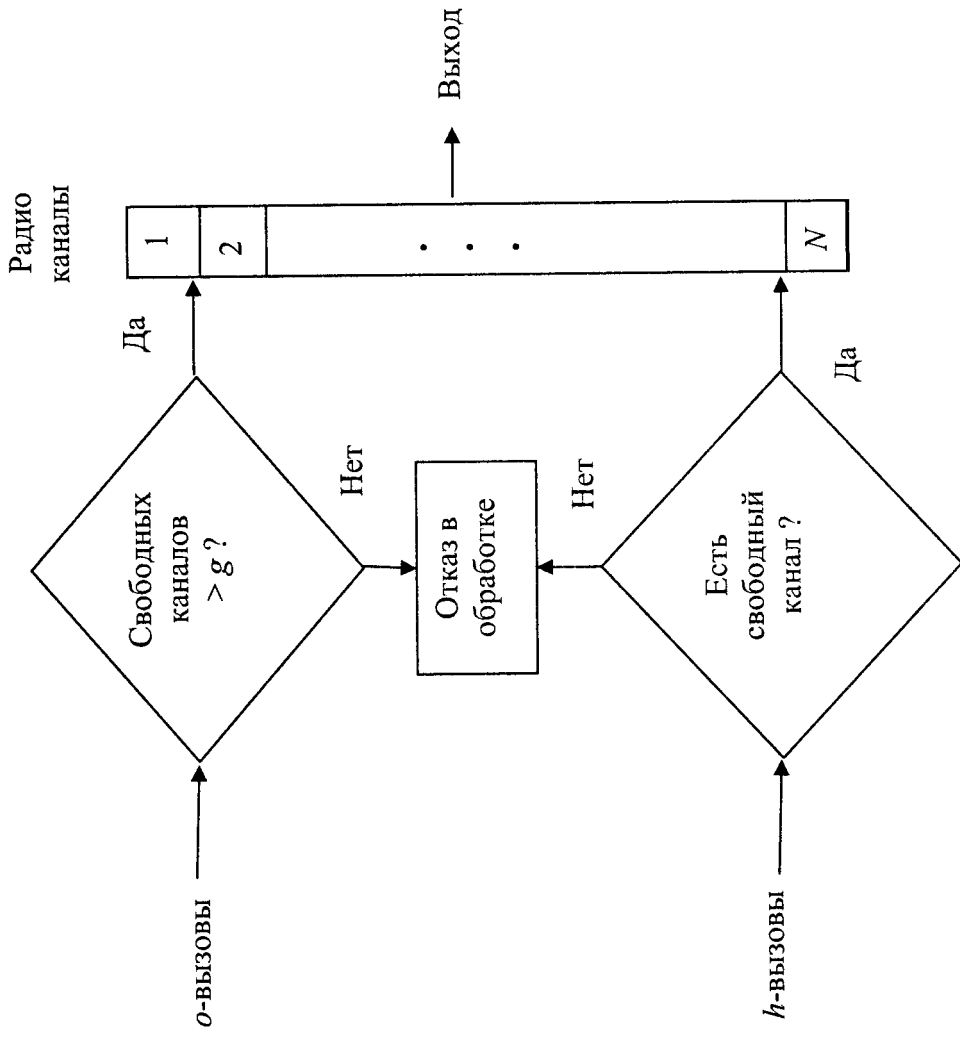 Радио
каналы
o-вызовы
Свободных
каналов
> g ?
Да
1
2
. . .
N
Выход
Нет
Отказ в
обработке
Нет
h-вызовы
Есть
свободный
канал ?
Да